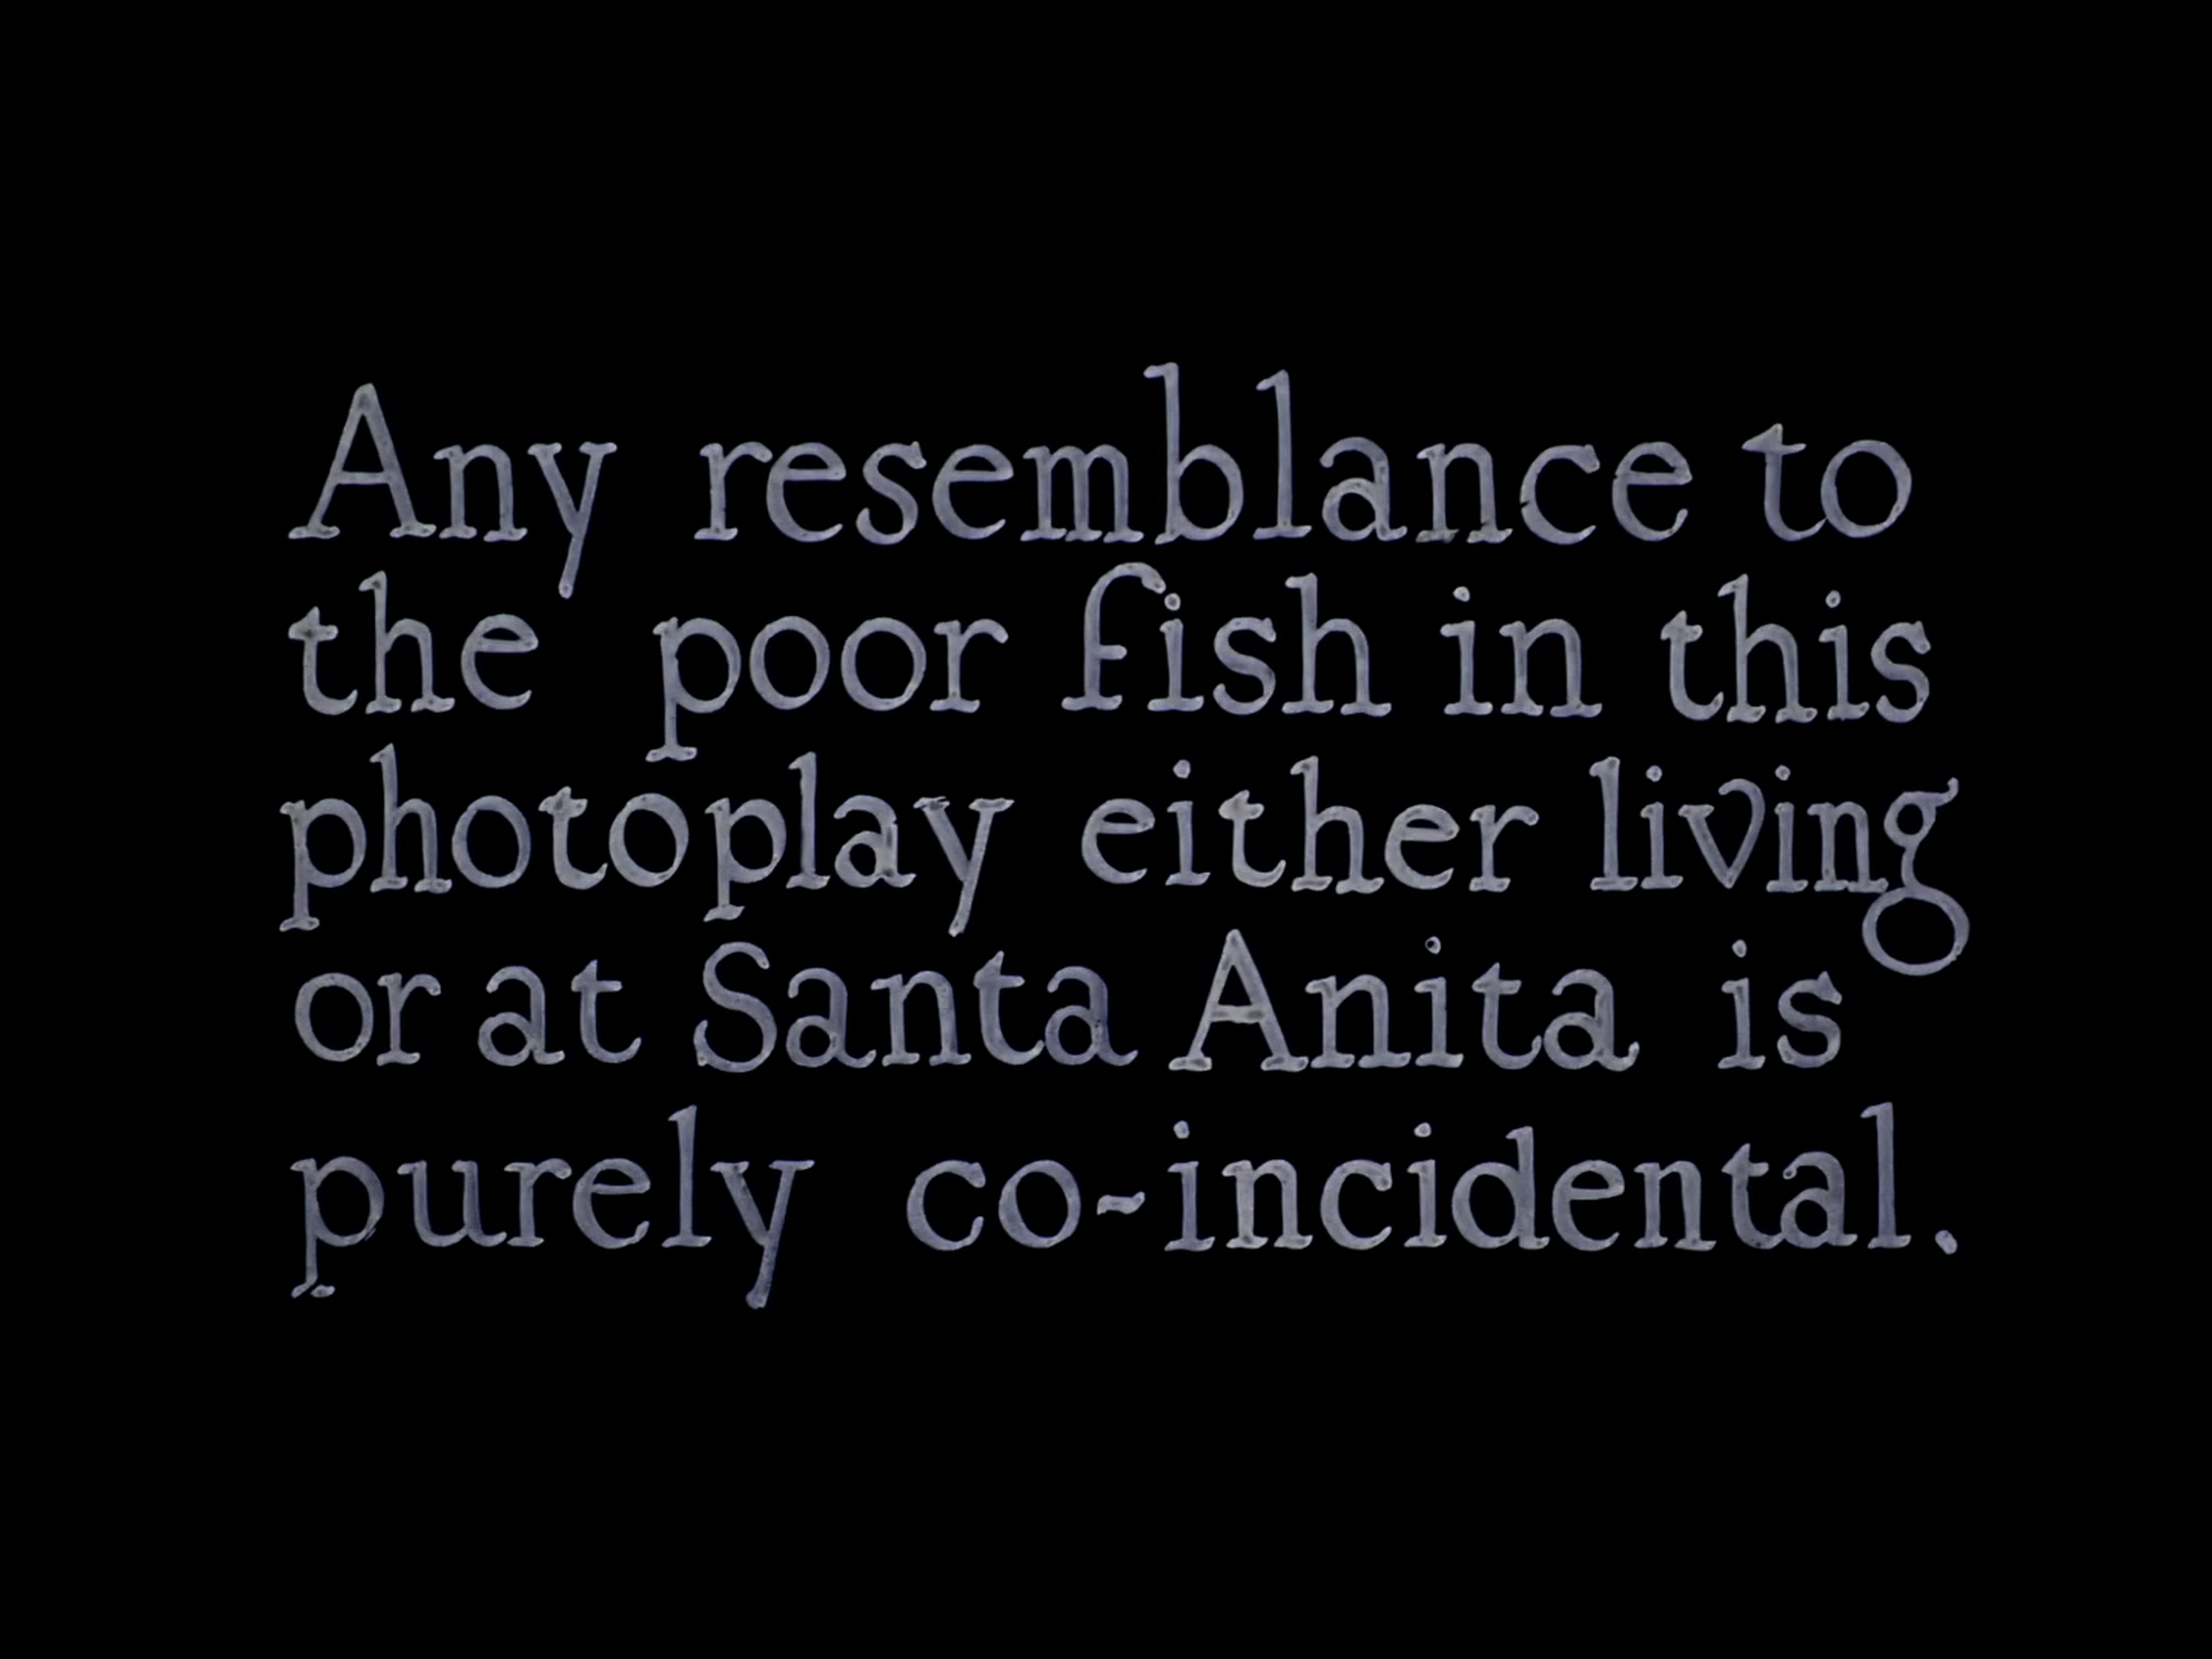 Any resemblance to
the poor fish in this
photoplay either living
or at Santa Anita is
purely co-incidental.